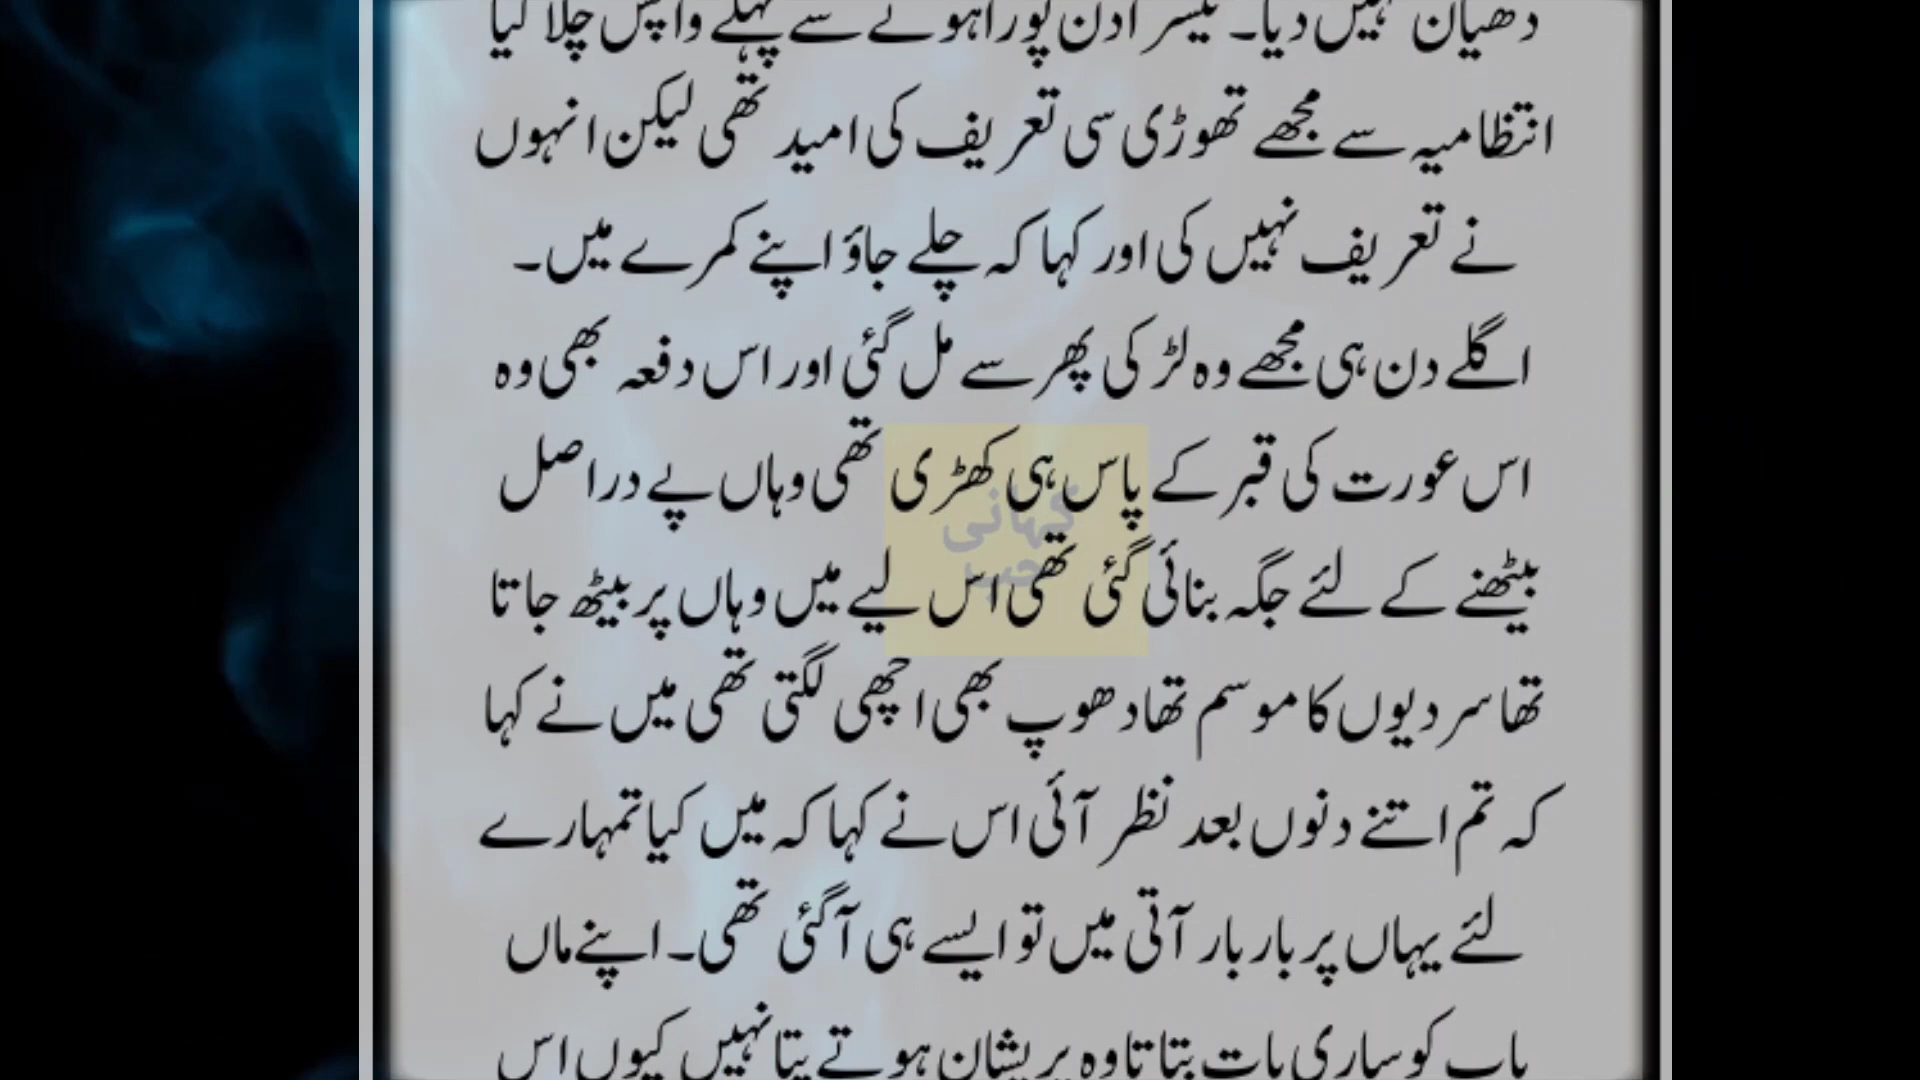 دھیان نہیں دیا۔ تیسرا دن پورا ہونے سے پہلے واپس چلا گیا
انتظامیہ سے مجھے تھوڑی سی تعریف کی امید تھی لیکن انہوں
نے تعریف نہیں کی اور کہا کہ چلے جاؤ اپنے کمرے میں۔
اگلے دن ہی مجھے وہ لڑکی پھر سے مل گئی اور اس دفعہ بھی وہ
اس عورت کی قبر کے پاس ہی کھڑی تھی وہاں پے دراصل
بیٹھنے کے لئے جگہ بنائی گئی تھی اس لیے میں وہاں پر بیٹھ جاتا
تھا سردیوں کا موسم تھا دھوپ بھی اچھی لگتی تھی میں نے کہا
کہ تم اتنے دنوں بعد نظر آئی اس نے کہا کہ میں کیا تمہارے
لئے یہاں پر بار بار آتی میں تو ایسے ہی آگئی تھی۔ اپنے ماں
باپ کو ساری بات بتاتا وہ پریشان ہوتے پتا نہیں کیوں اس
کہانی